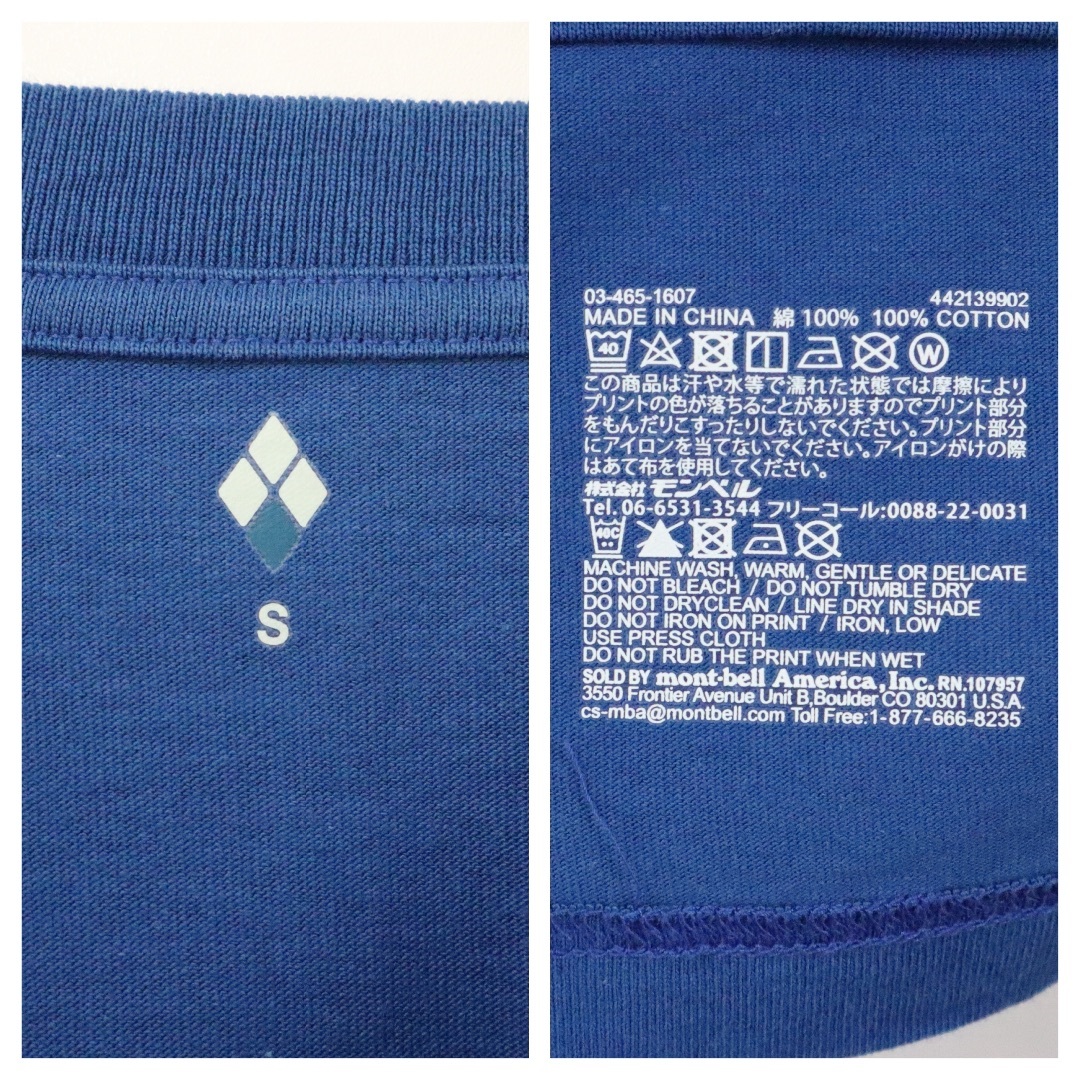 S
03-465-1607 442139902
MADE IN CHINA 綿 100% 100% COTTON
40 W
この商品は汗や水等で濡れた状態では摩擦により
プリントの色が落ちることがありますのでプリント部分
をもんだりこすったりしないでください。プリント部分
にアイロンを当てないでください。アイロンがけの際
はあて布を使用してください。
株式会社 モンベル
Tel. 06-6531-3544 フリーコール:0088-22-0031
40C
MACHINE WASH, WARM, GENTLE OR DELICATE
DO NOT BLEACH / DO NOT TUMBLE DRY
DO NOT DRYCLEAN / LINE DRY IN SHADE
DO NOT IRON ON PRINT / IRON, LOW
USE PRESS CLOTH
DO NOT RUB THE PRINT WHEN WET
SOLD BY mont-bell America, Inc. RN.107957
3550 Frontier Avenue Unit B,Boulder CO 80301 U.S.A.
cs-mba@montbell.com Toll Free:1-877-666-8235